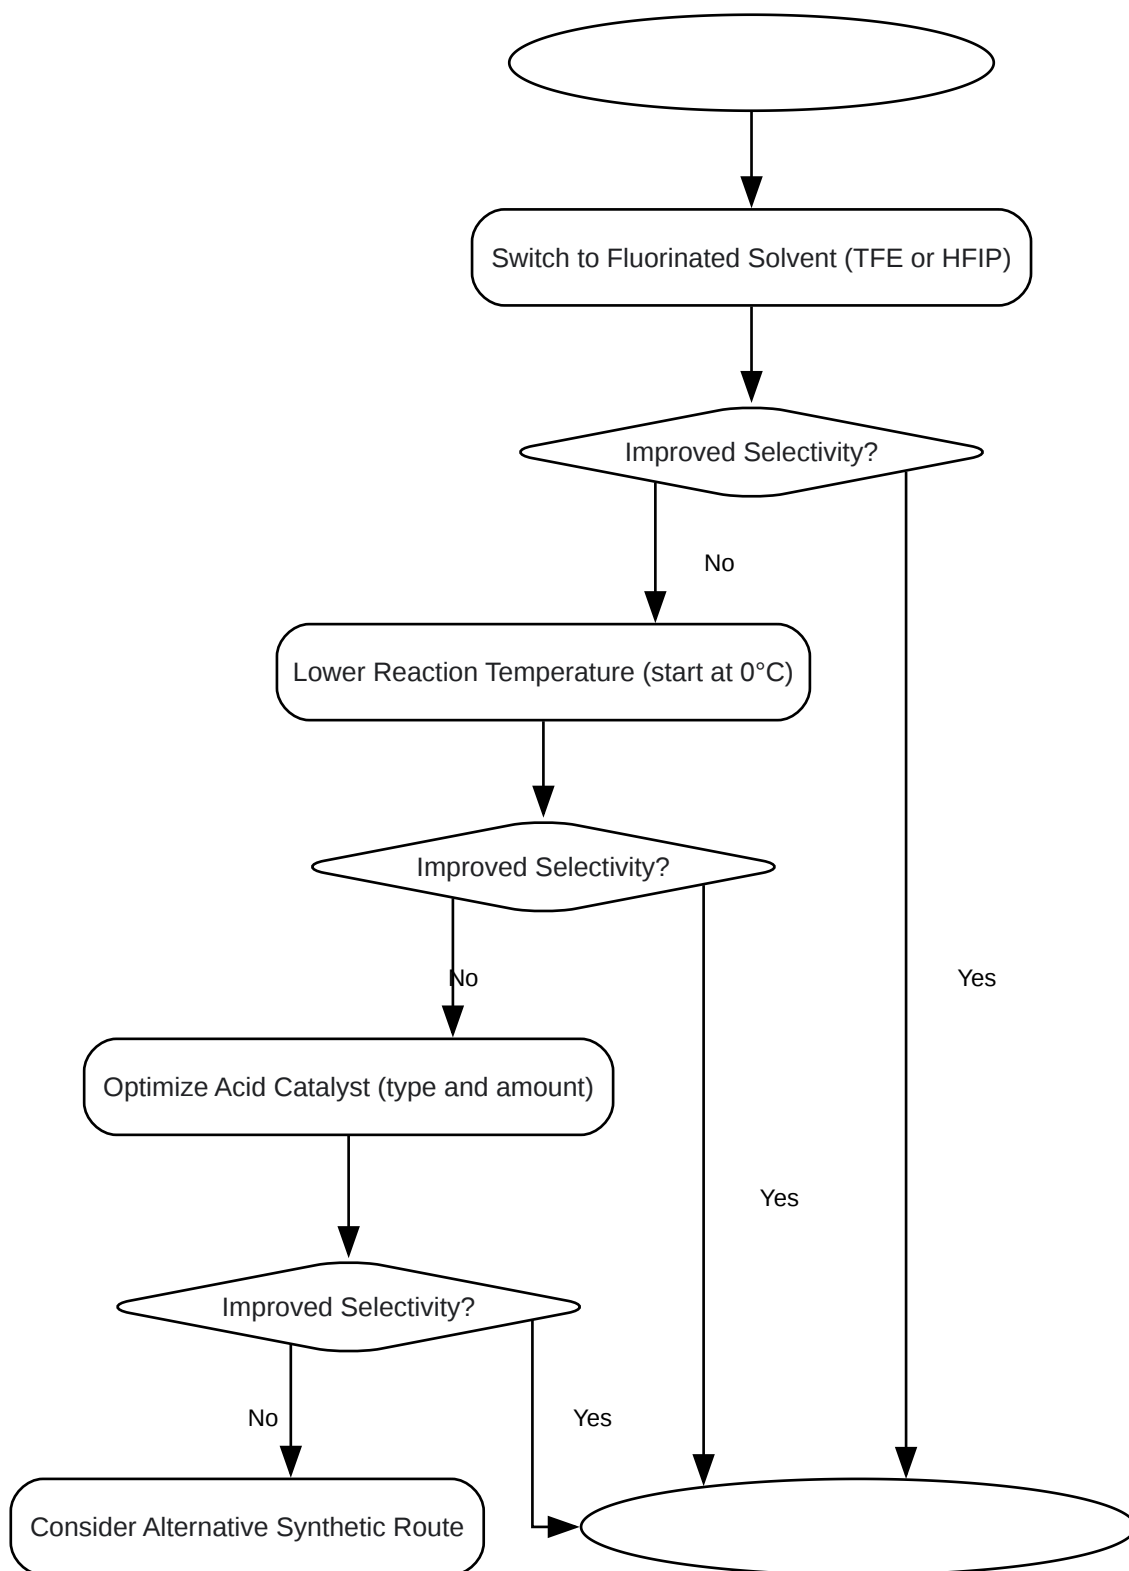 Switch to Fluorinated Solvent (TFE or HFIP)
Improved Selectivity?
No
Lower Reaction Temperature (start at 0°C)
Improved Selectivity?
No
Yes
Optimize Acid Catalyst (type and amount)
Yes
Improved Selectivity?
No
Yes
Consider Alternative Synthetic Route